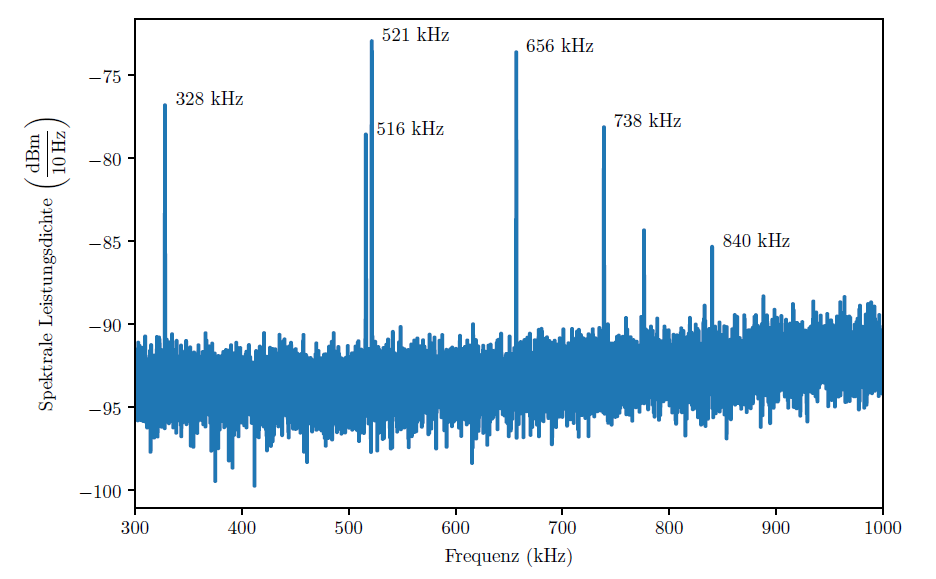 521 kHz
656 kHz
328 kHz
516 kHz
738 kHz
840 kHz
−75
−80
−85
−90
−95
−100
Spektrale Leistungsdichte (dBm/10 Hz)
300 400 500 600 700 800 900 1000
Frequenz (kHz)